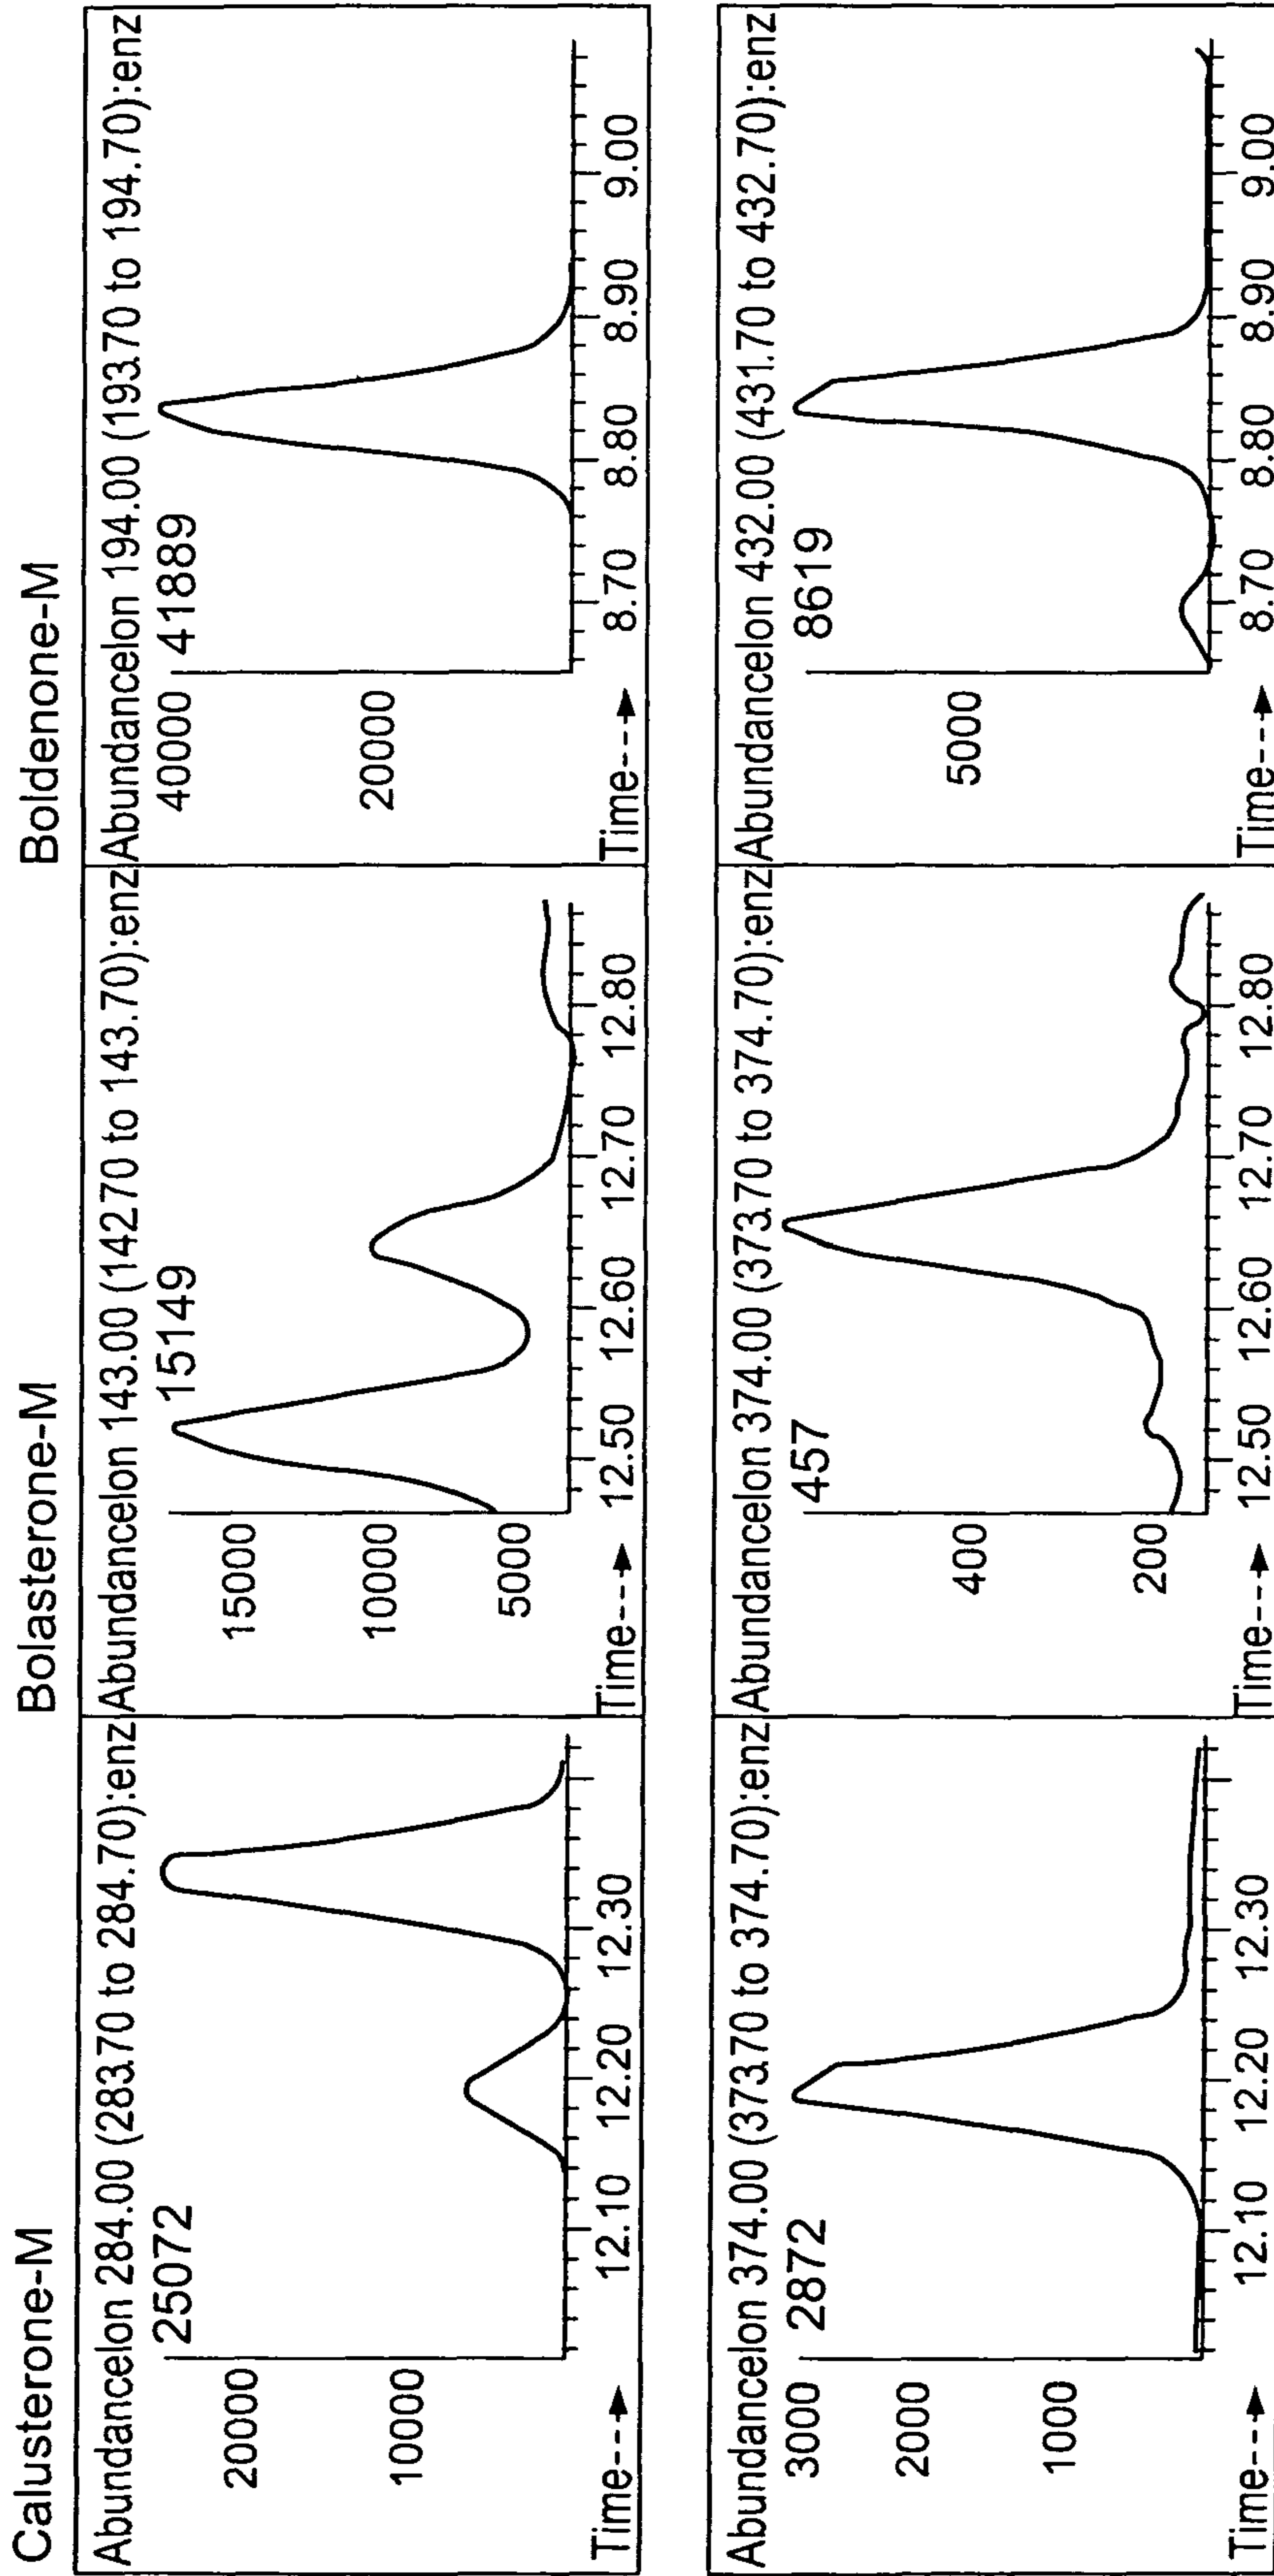 Calusterone-M
Abundancelon 284.00 (283.70 to 284.70):enz
25072
20000
10000
12.10 12.20 12.30
Time--->
Abundancelon 374.00 (373.70 to 374.70):enz
2872
3000
2000
1000
12.10 12.20 12.30
Time--->
Bolasterone-M
Abundancelon 143.00 (142.70 to 143.70):enz
15149
15000
10000
5000
12.50 12.60 12.70 12.80
Time--->
Abundancelon 374.00 (373.70 to 374.70):enz
457
400
200
12.50 12.60 12.70 12.80
Time--->
Boldenone-M
Abundancelon 194.00 (193.70 to 194.70):enz
41889
40000
20000
8.70 8.80 8.90 9.00
Time--->
Abundancelon 432.00 (431.70 to 432.70):enz
8619
5000
8.70 8.80 8.90 9.00
Time--->